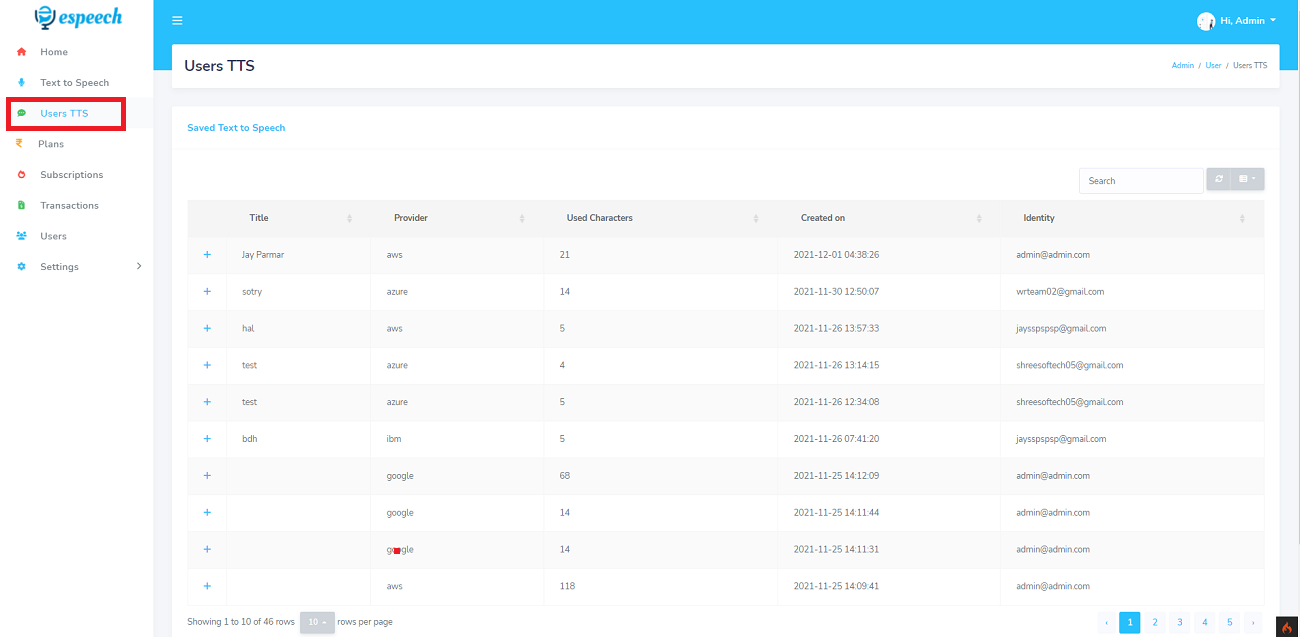 espeech
Hi, Admin
Home
Text to Speech
Users TTS
Plans
Subscriptions
Transactions
Users
Settings
Users TTS
Admin / User / Users TTS
Saved Text to Speech
Search
Title Provider Used Characters Created on Identity
+ Jay Parmar aws 21 2021-12-01 04:38:26 admin@admin.com
+ sotry azure 14 2021-11-30 12:50:07 wrteam02@gmail.com
+ hal aws 5 2021-11-26 13:57:33 jaysspspsp@gmail.com
+ test azure 4 2021-11-26 13:14:15 shreesoftech05@gmail.com
+ test azure 5 2021-11-26 12:34:08 shreesoftech05@gmail.com
+ bdh ibm 5 2021-11-26 07:41:20 jaysspspsp@gmail.com
+ google 68 2021-11-25 14:12:09 admin@admin.com
+ google 14 2021-11-25 14:11:44 admin@admin.com
+ google 14 2021-11-25 14:11:31 admin@admin.com
+ aws 118 2021-11-25 14:09:41 admin@admin.com
Showing 1 to 10 of 46 rows 10 rows per page
‹ 1 2 3 4 5 ›